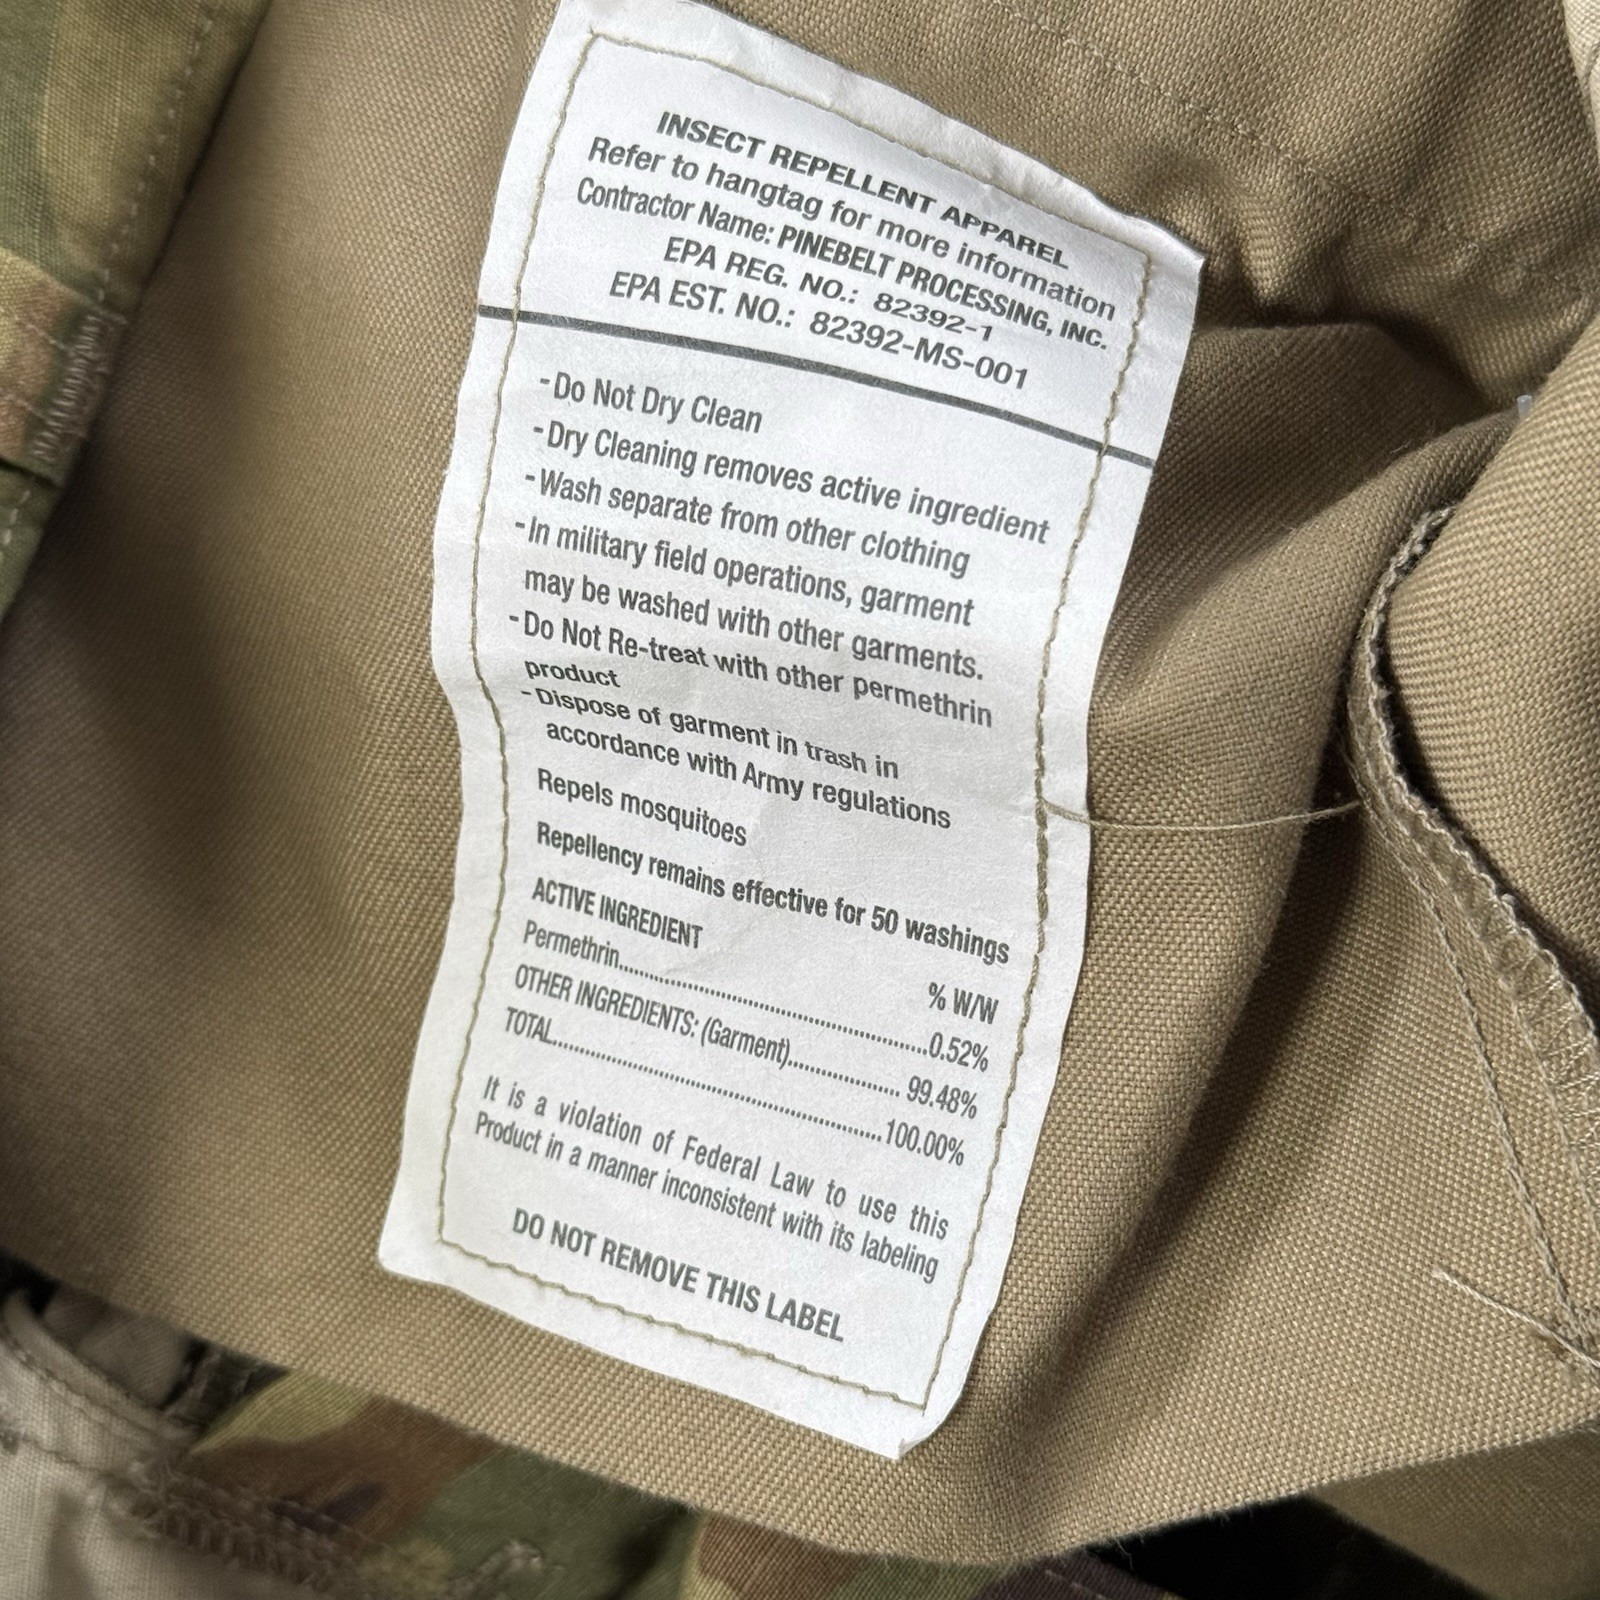 INSECT REPELLENT APPAREL
Refer to hangtag for more information
Contractor Name: PINEBELT PROCESSING, INC.
EPA REG. NO.: 82392-1
EPA EST. NO.: 82392-MS-001
-Do Not Dry Clean
-Dry Cleaning removes active ingredient
-Wash separate from other clothing
-In military field operations, garment
may be washed with other garments.
-Do Not Re-treat with other permethrin
product
-Dispose of garment in trash in
accordance with Army regulations
Repels mosquitoes
Repellency remains effective for 50 washings
ACTIVE INGREDIENT % W/W
Permethrin..........................................0.52%
OTHER INGREDIENTS: (Garment)................... 99.48%
TOTAL..............................................100.00%
It is a violation of Federal Law to use this
Product in a manner inconsistent with its labeling
DO NOT REMOVE THIS LABEL